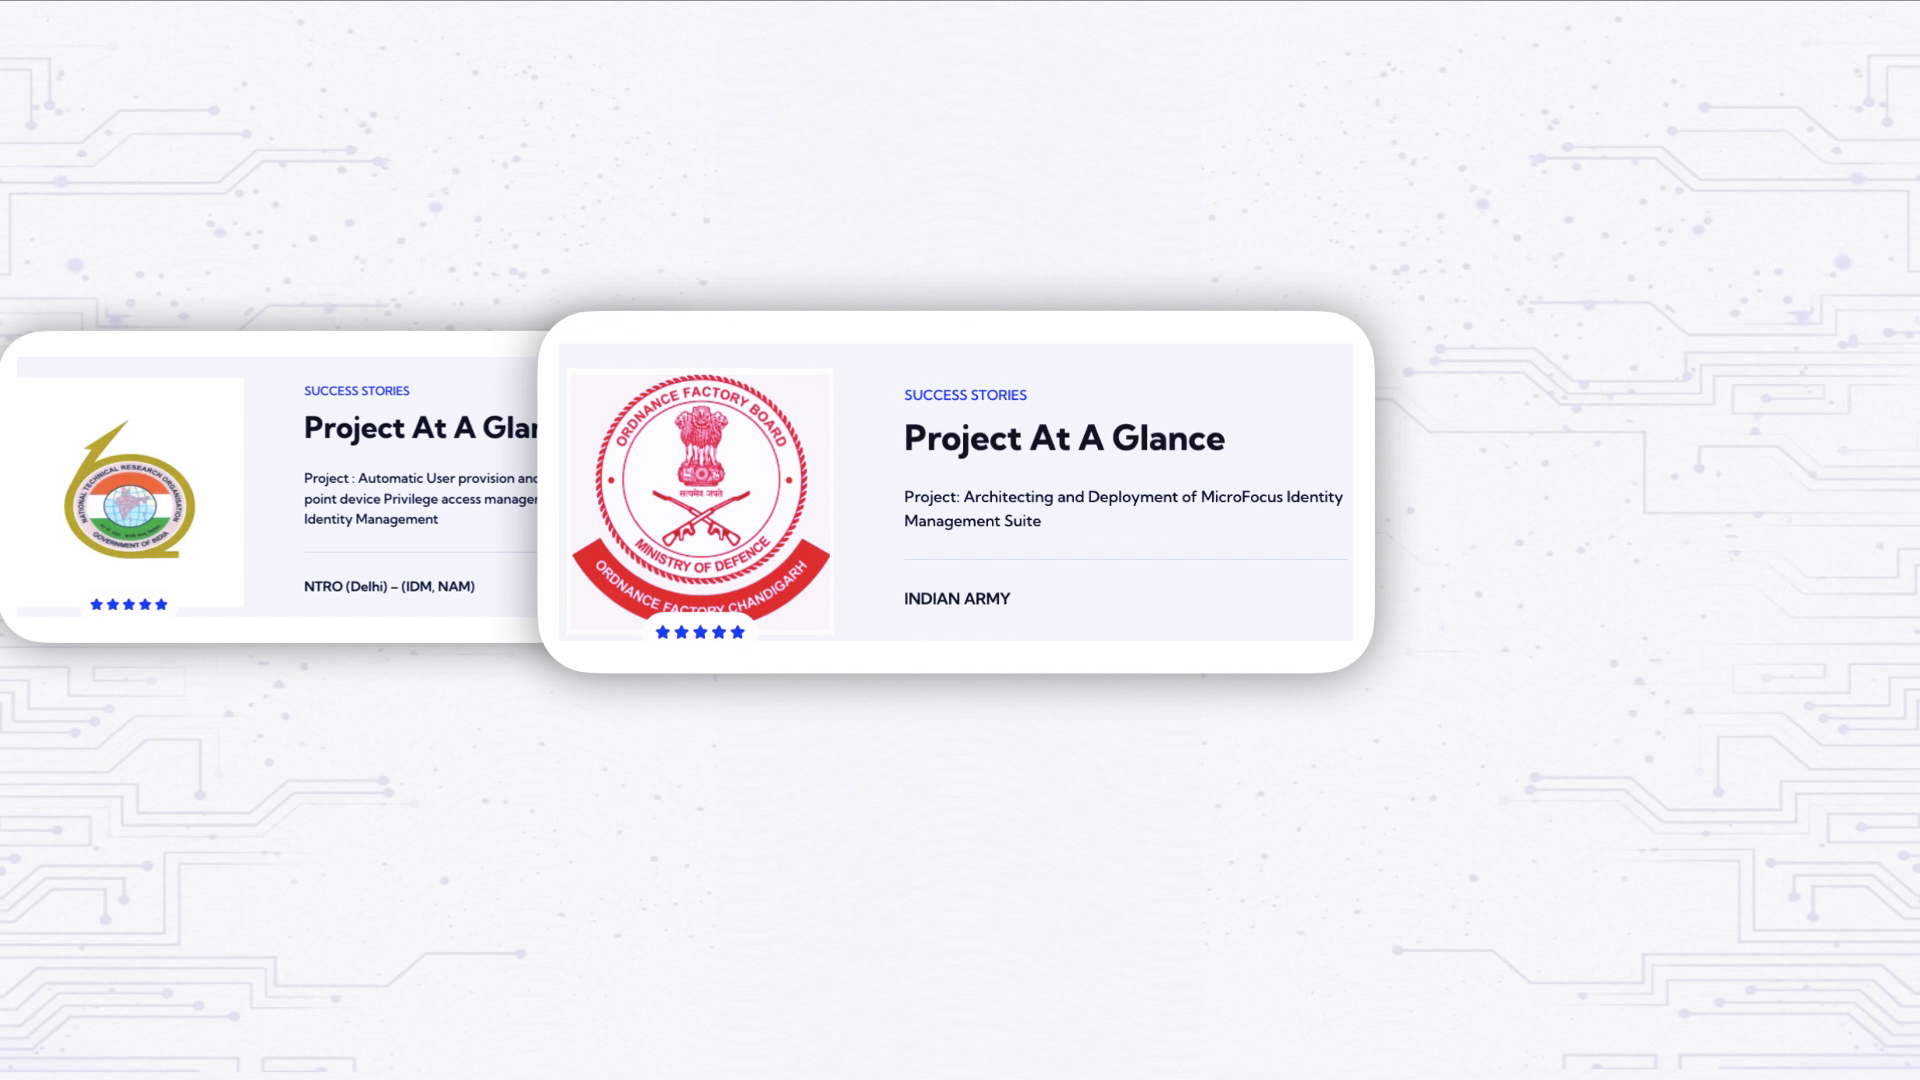 NATIONAL TECHNICAL RESEARCH ORGANISATION
GOVERNMENT OF INDIA
SUCCESS STORIES
Project At A Glan
Project : Automatic User provision and
point device Privilege access manage
Identity Management
NTRO (Delhi) – (IDM, NAM)
ORDNANCE FACTORY BOARD
सत्यमेव जयते
MINISTRY OF DEFENCE
ORDNANCE FACTORY CHANDIGARH
SUCCESS STORIES
Project At A Glance
Project: Architecting and Deployment of MicroFocus Identity
Management Suite
INDIAN ARMY